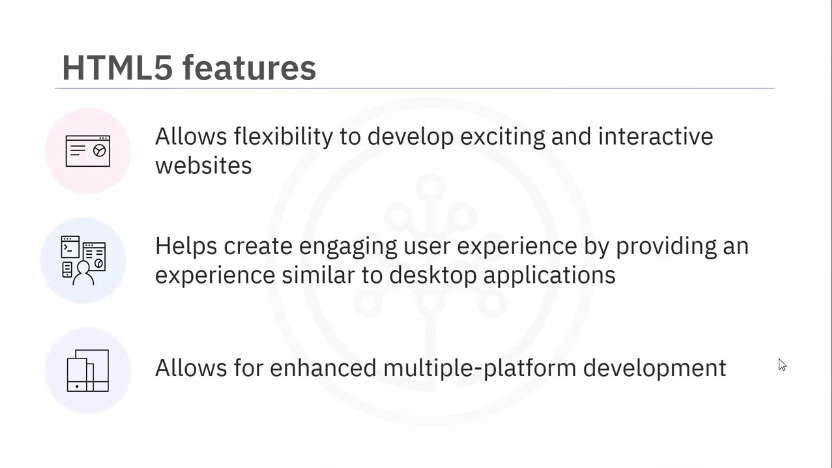 HTML5 features
Allows flexibility to develop exciting and interactive
websites
Helps create engaging user experience by providing an
experience similar to desktop applications
Allows for enhanced multiple-platform development